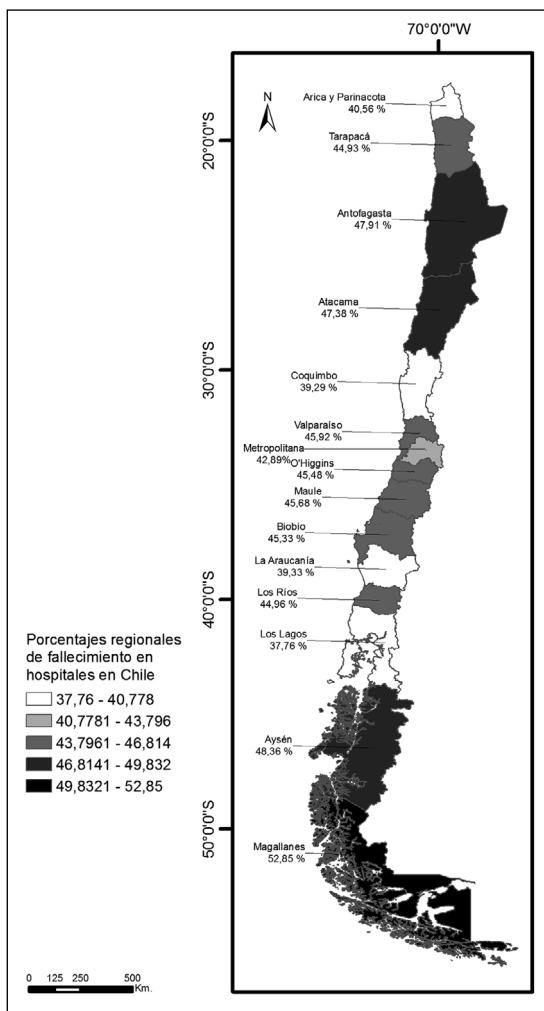 70°0'0"W
N
20°0'0"S
30°0'0"S
40°0'0"S
50°0'0"S
Arica y Parinacota
40,56 %
Tarapacá
44,93 %
Antofagasta
47,91 %
Atacama
47,38 %
Coquimbo
39,29 %
Valparaíso
45,92 %
Metropolitana
42,89%
O'Higgins
45,48 %
Maule
45,68 %
Biobio
45,33 %
La Araucanía
39,33 %
Los Ríos
44,96 %
Los Lagos
37,76 %
Aysén
48,36 %
Magallanes
52,85 %
Porcentajes regionales
de fallecimiento en
hospitales en Chile
37,76 - 40,778
40,7781 - 43,796
43,7961 - 46,814
46,8141 - 49,832
49,8321 - 52,85
0 125 250 500
Km.